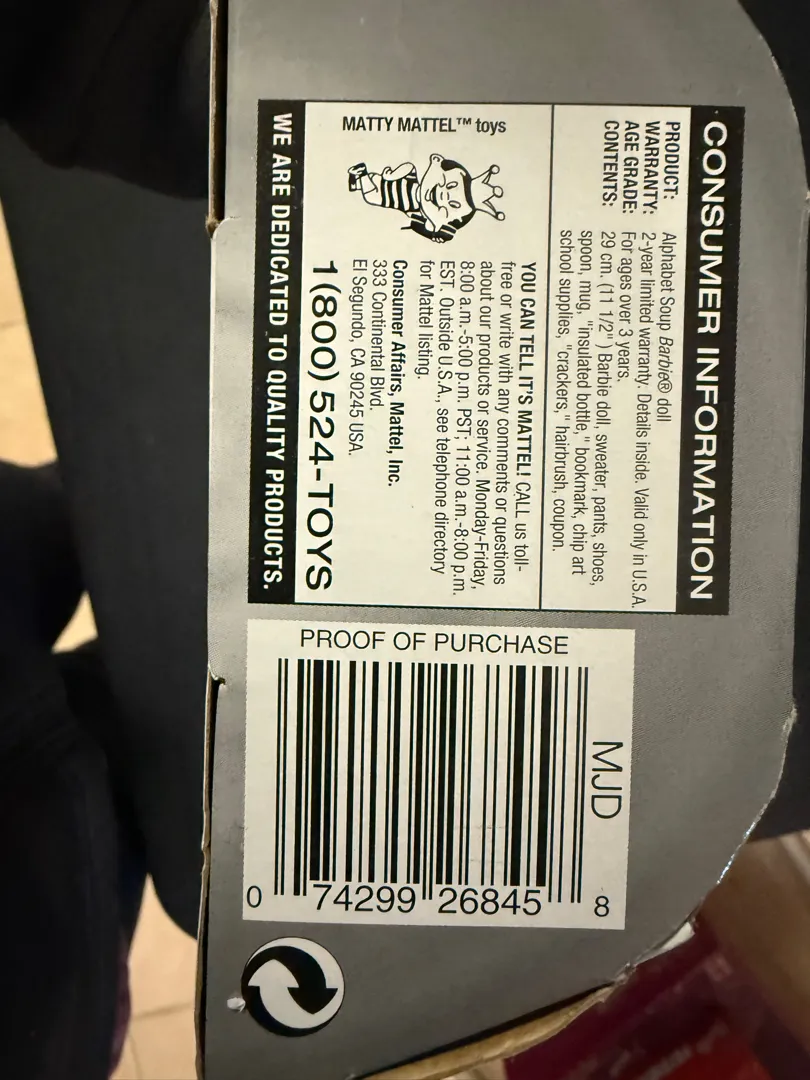 CONSUMER INFORMATION
PRODUCT: Alphabet Soup Barbie® doll
WARRANTY: 2-year limited warranty. Details inside. Valid only in U.S.A.
AGE GRADE: For ages over 3 years.
CONTENTS: 29 cm. (11 1/2") Barbie doll, sweater, pants, shoes,
spoon, mug, "insulated bottle," bookmark, chip art
school supplies, "crackers," hairbrush, coupon.
MATTY MATTEL™ toys
YOU CAN TELL IT'S MATTEL! CALL us toll-
free or write with any comments or questions
about our products or service. Monday-Friday,
8:00 a.m.-5:00 p.m. PST; 11:00 a.m.-8:00 p.m.
EST. Outside U.S.A., see telephone directory
for Mattel listing.
Consumer Affairs, Mattel, Inc.
333 Continental Blvd.
El Segundo, CA 90245 USA.
1(800) 524-TOYS
WE ARE DEDICATED TO QUALITY PRODUCTS.
PROOF OF PURCHASE
MJD
0 74299 26845 8